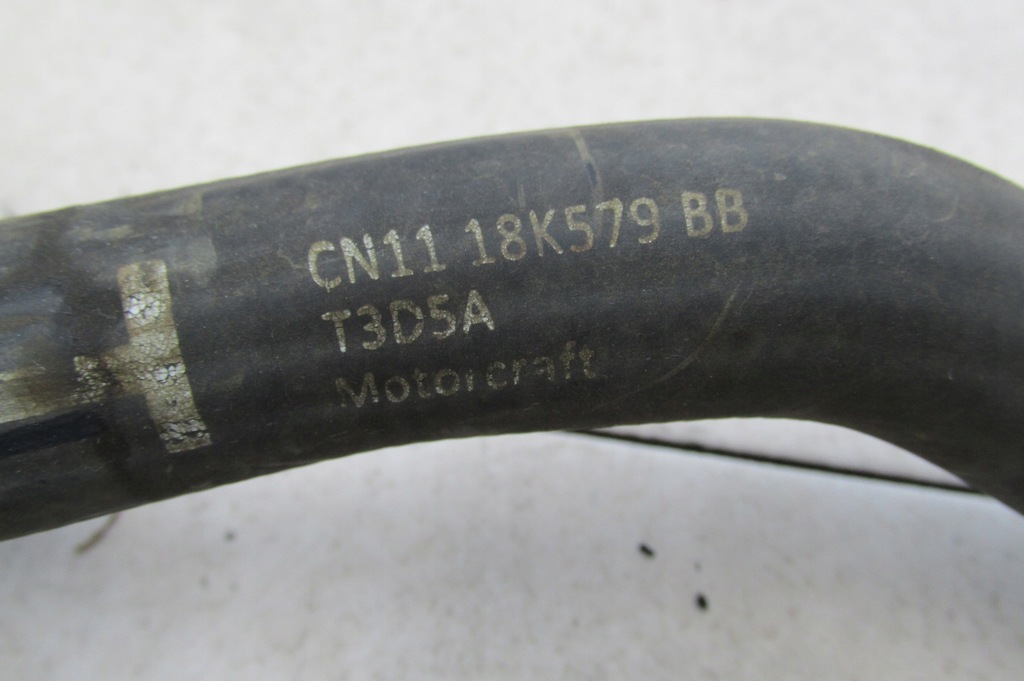 CN11 18K579 BB
T3D5A
Motorcraft